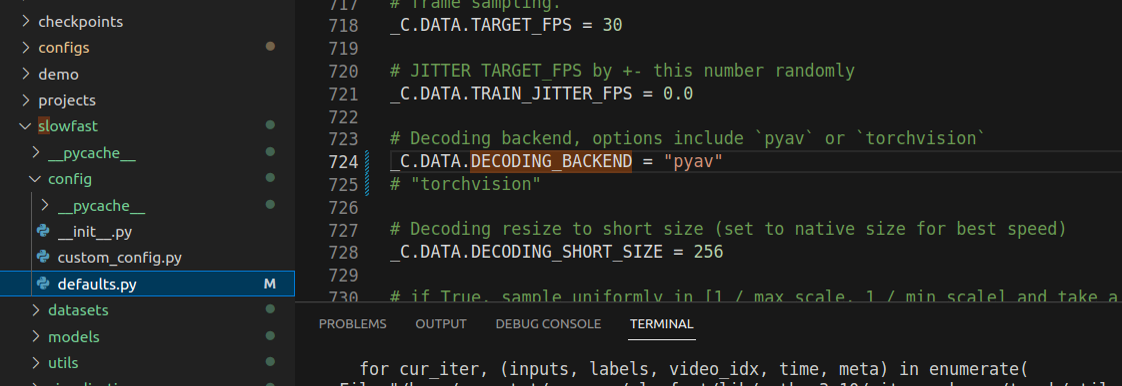 checkpoints
configs
demo
projects
slowfast
__pycache__
config
__pycache__
__init__.py
custom_config.py
defaults.py M
datasets
models
utils
717 # frame sampling.
718 _C.DATA.TARGET_FPS = 30
719
720 # JITTER TARGET_FPS by +- this number randomly
721 _C.DATA.TRAIN_JITTER_FPS = 0.0
722
723 # Decoding backend, options include `pyav` or `torchvision`
724 _C.DATA.DECODING_BACKEND = "pyav"
725 # "torchvision"
726
727 # Decoding resize to short size (set to native size for best speed)
728 _C.DATA.DECODING_SHORT_SIZE = 256
729
730 # if True, sample uniformly in [1 / max_scale, 1 / min_scale] and take a
PROBLEMS OUTPUT DEBUG CONSOLE TERMINAL
for cur_iter, (inputs, labels, video_idx, time, meta) in enumerate(